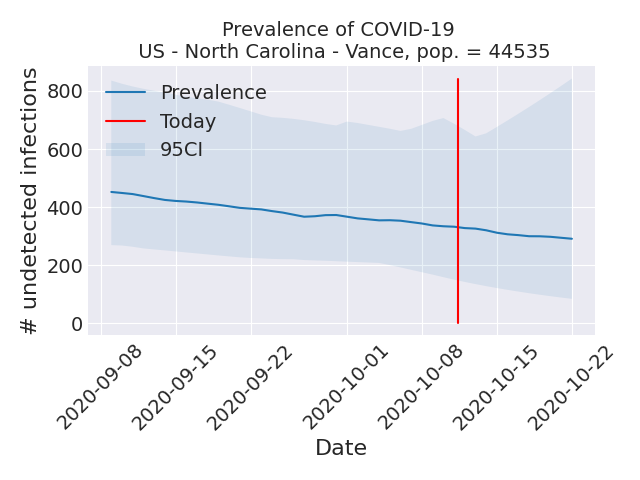 Prevalence of COVID-19
US - North Carolina - Vance, pop. = 44535
800
600
400
200
0
# undetected infections
Prevalence
Today
95CI
2020-09-08
2020-09-15
2020-09-22
2020-10-01
2020-10-08
2020-10-15
2020-10-22
Date